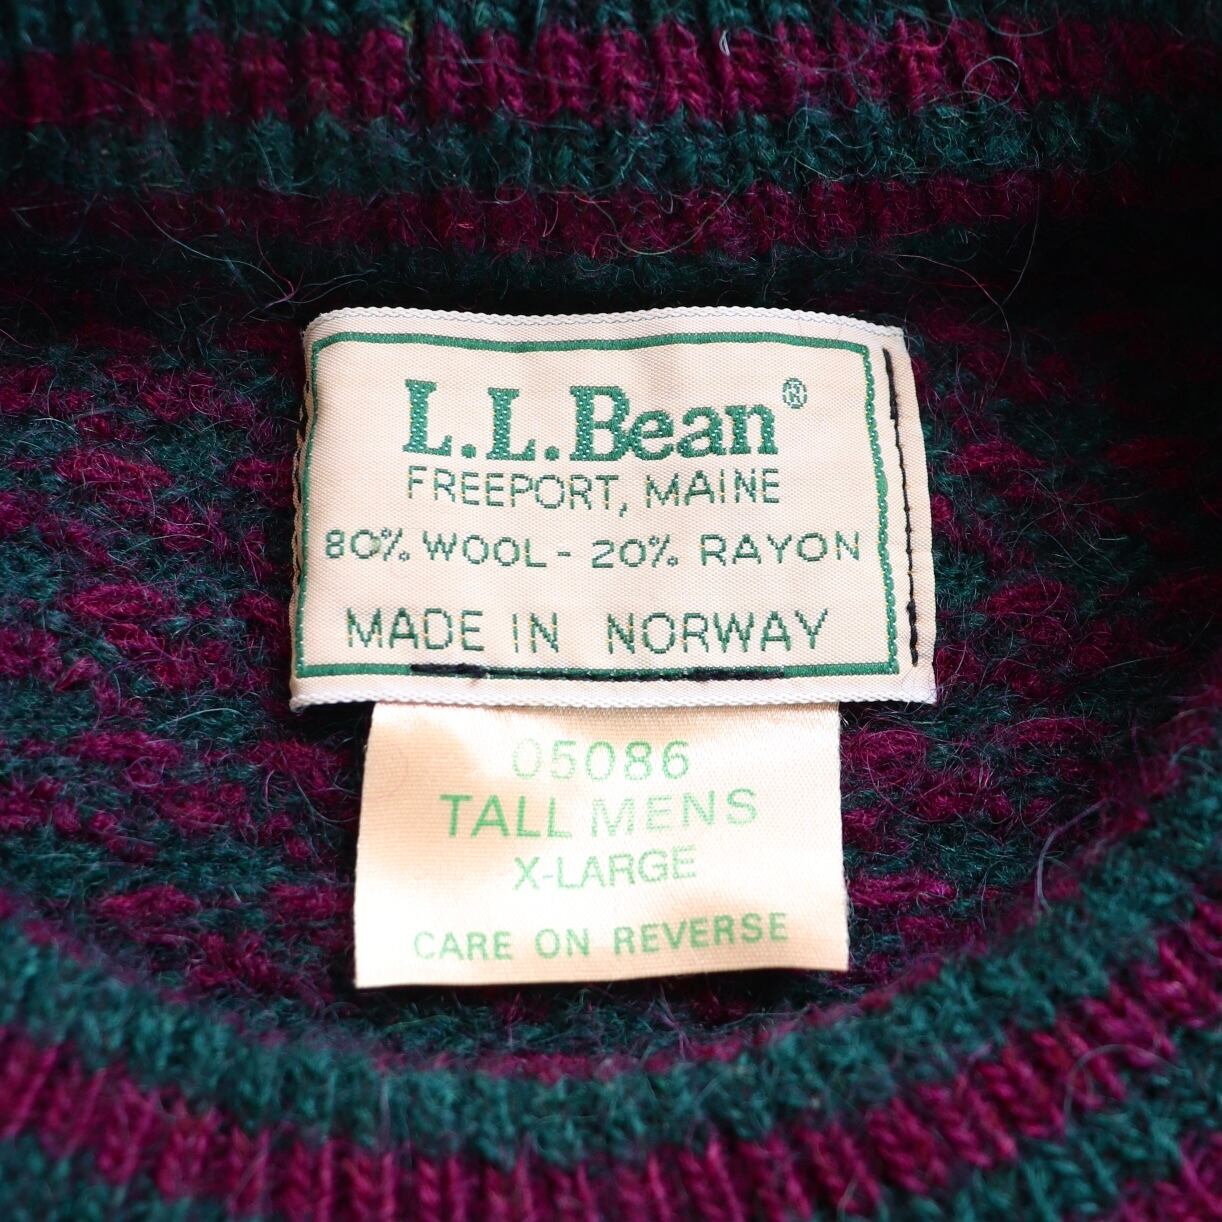 L.L.Bean®
FREEPORT, MAINE
80% WOOL - 20% RAYON
MADE IN NORWAY
05086
TALL MENS
X-LARGE
CARE ON REVERSE